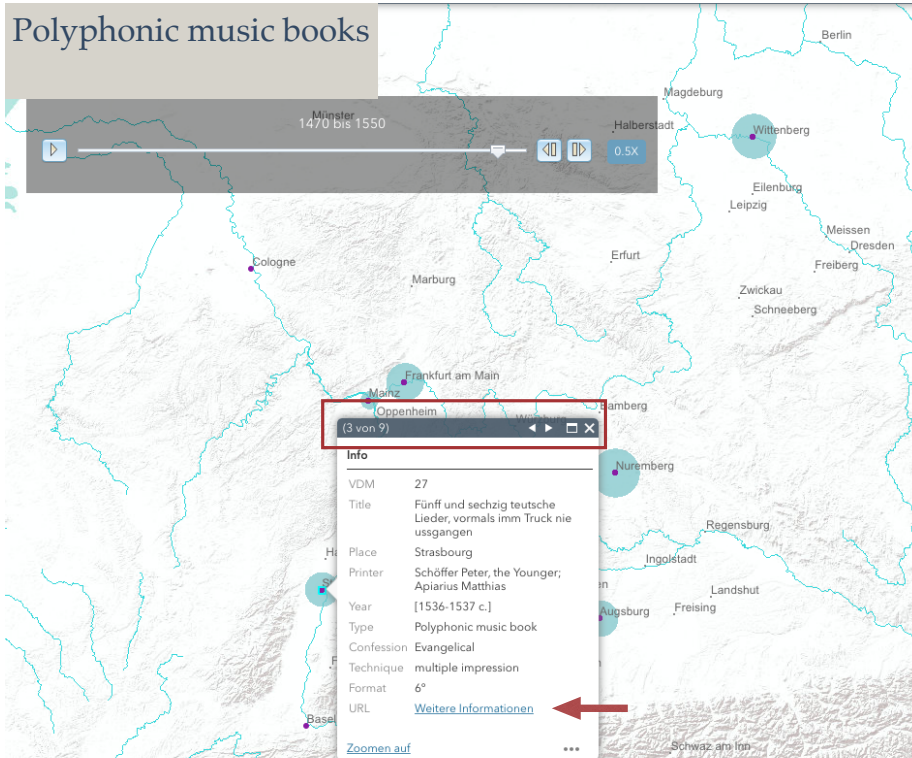 Polyphonic music books
Berlin
Magdeburg
Münster
1470 bis 1550
Halberstadt
Wittenberg
0.5X
Eilenburg
Leipzig
Meissen
Dresden
Erfurt
Freiberg
Cologne
Marburg
Zwickau
Schneeberg
Frankfurt am Main
Mainz
Oppenheim
Bamberg
(3 von 9)
Info
VDM 27
Title Fünff und sechzig teutsche
Lieder, vormals imm Truck nie
ussgangen
Place Strasbourg
Printer Schöffer Peter, the Younger;
Apiarius Matthias
Year [1536-1537 c.]
Type Polyphonic music book
Confession Evangelical
Technique multiple impression
Format 6°
URL Weitere Informationen
Zoomen auf
Nuremberg
Regensburg
Ingolstadt
Landshut
Augsburg
Freising
Basel
Schwaz am Inn